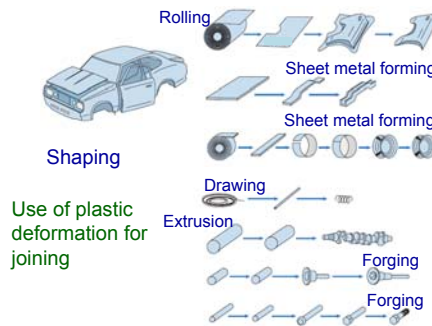 Rolling
Sheet metal forming
Sheet metal forming
Shaping
Drawing
Use of plastic
deformation for
joining
Extrusion
Forging
Forging